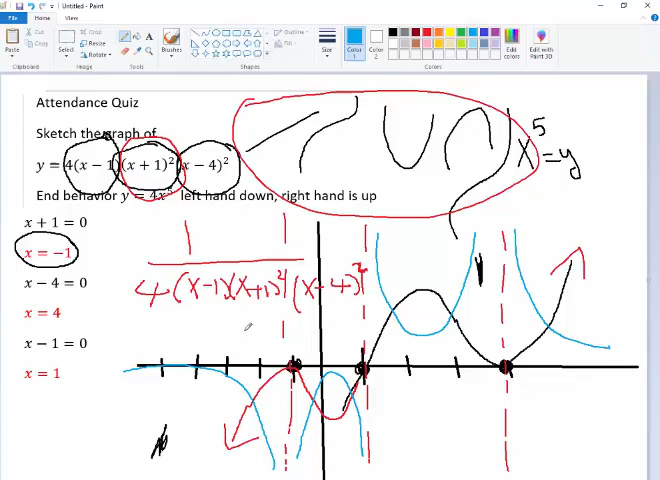 Untitled - Paint
File Home View
Paste
Cut
Copy
Clipboard
Select
Crop
Resize
Rotate
Image
Tools
Brushes
Shapes
Outline
Fill
Size
Color 1
Color 2
Edit colors
Edit with Paint 3D
Colors
Attendance Quiz
Sketch the graph of
y = 4(x − 1)(x + 1)² (x − 4)²
End behavior y = 4x⁵ left hand down, right hand is up
x⁵ = y
x + 1 = 0
x = −1
x − 4 = 0
x = 4
x − 1 = 0
x = 1
1
4(x-1)(x+1)²(x-4)²